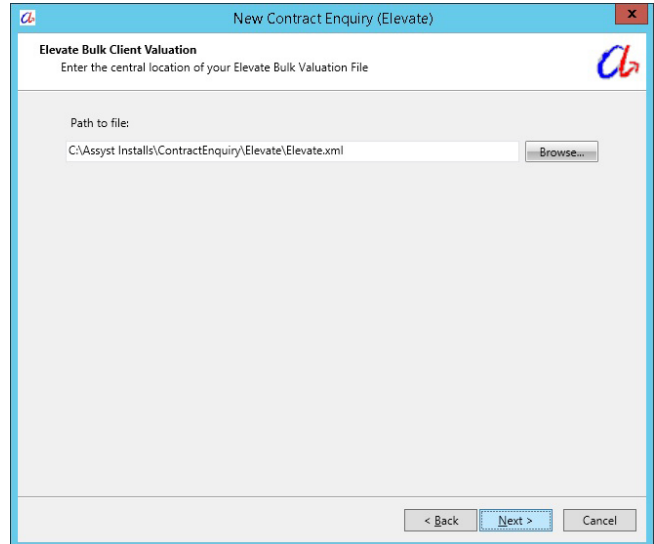 New Contract Enquiry (Elevate)
x
Elevate Bulk Client Valuation
Enter the central location of your Elevate Bulk Valuation File
Path to file:
C:\Assyst Installs\ContractEnquiry\Elevate\Elevate.xml
Browse...
< Back
Next >
Cancel